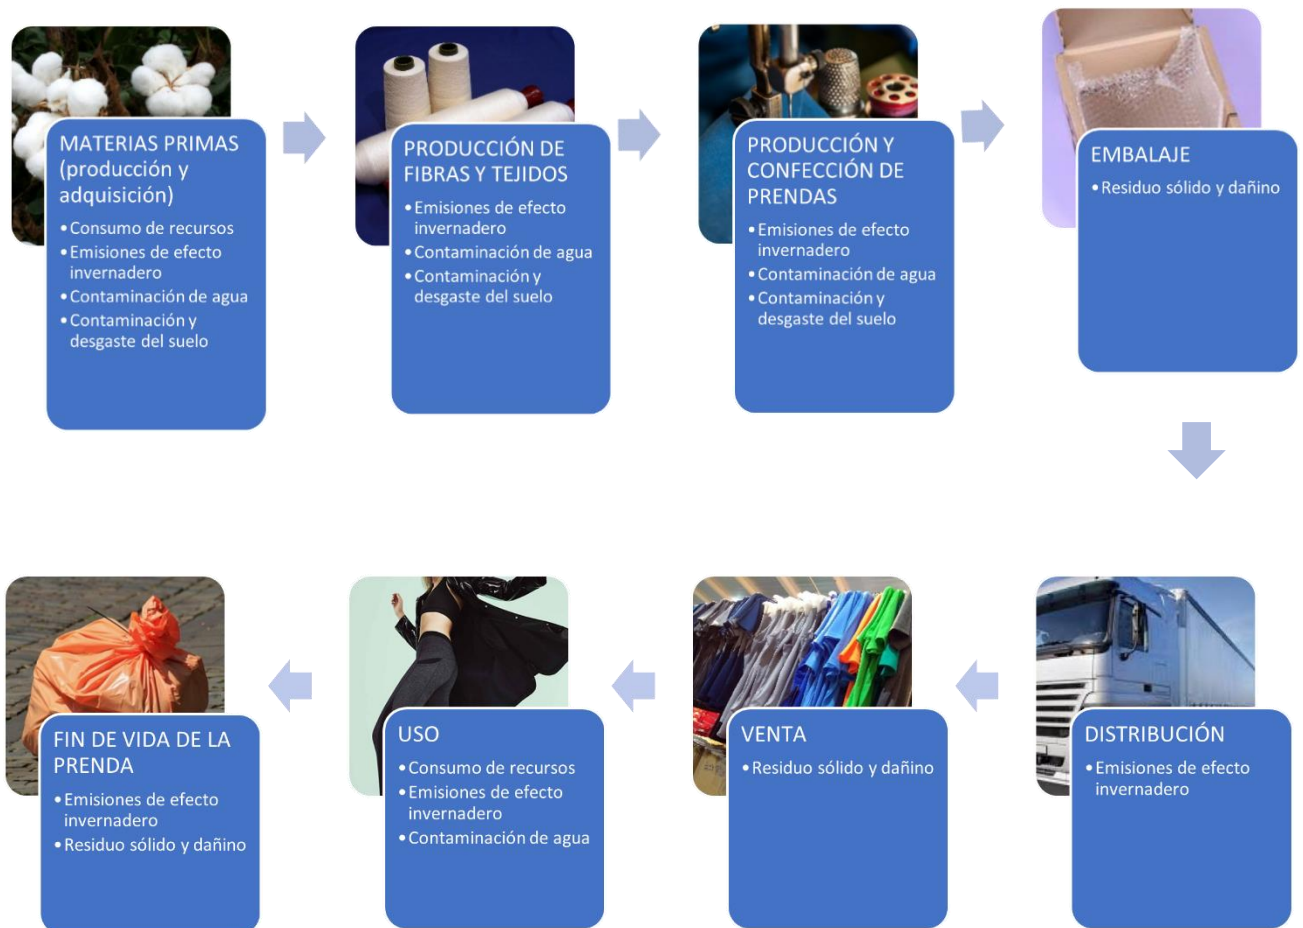 MATERIAS PRIMAS
(producción y
adquisición)
•Consumo de recursos
•Emisiones de efecto
invernadero
•Contaminación de agua
•Contaminación y
desgaste del suelo
PRODUCCIÓN DE
FIBRAS Y TEJIDOS
•Emisiones de efecto
invernadero
•Contaminación de agua
•Contaminación y
desgaste del suelo
PRODUCCIÓN Y
CONFECCIÓN DE
PRENDAS
•Emisiones de efecto
invernadero
•Contaminación de agua
•Contaminación y
desgaste del suelo
EMBALAJE
•Residuo sólido y dañino
DISTRIBUCIÓN
•Emisiones de efecto
invernadero
VENTA
•Residuo sólido y dañino
USO
•Consumo de recursos
•Emisiones de efecto
invernadero
•Contaminación de agua
FIN DE VIDA DE LA
PRENDA
•Emisiones de efecto
invernadero
•Residuo sólido y dañino